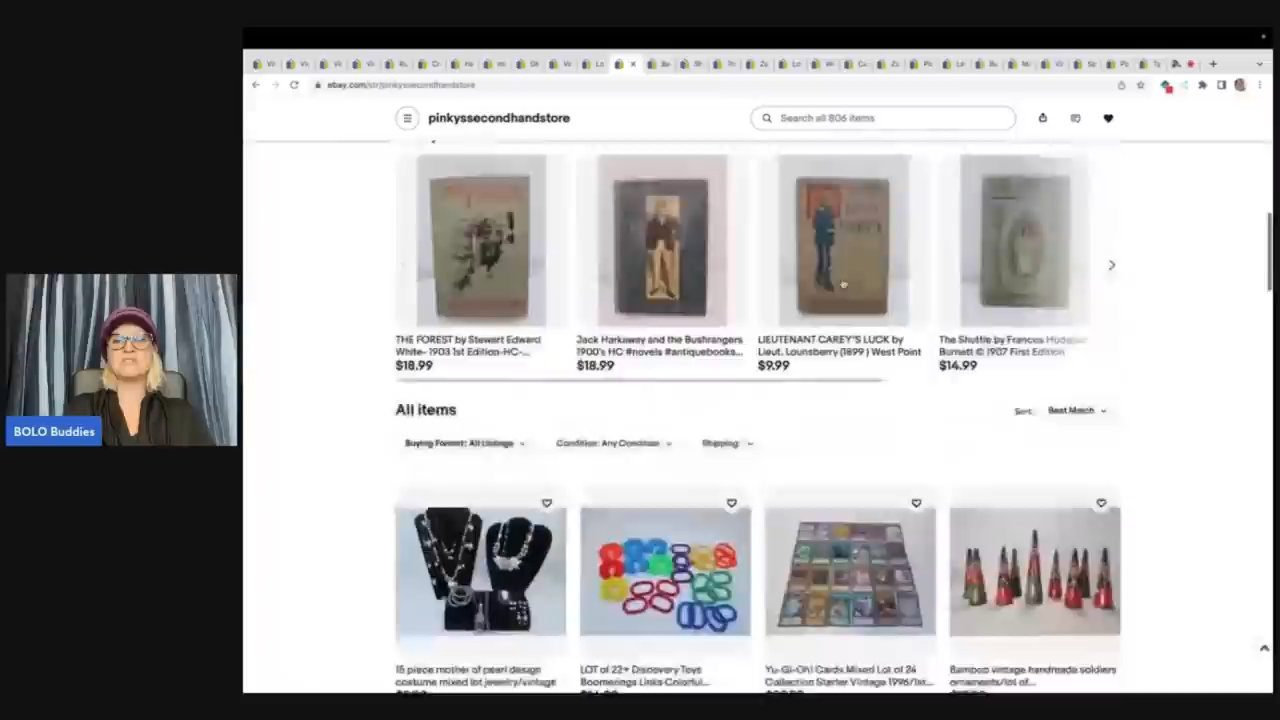 ebay.com/str/pinkyssecondhandstore
pinkyssecondhandstore
Search all 806 items
THE FOREST by Stewart Edward
White- 1903 1st Edition-HC-...
$18.99
Jack Harkaway and the Bushrangers
1900's HC #novels #antiquebooks...
$18.99
LIEUTENANT CAREY'S LUCK by
Lieut. Lounsberry (1899) West Point
$9.99
The Shuttle by Frances Hodgson
Burnett © 1907 First Edition
$14.99
All items
Sort: Best Match
Buying Format: All Listings
Condition: Any Condition
Shipping:
15 piece mother of pearl design
costume mixed lot jewelry/vintage
LOT of 22+ Discovery Toys
Boomerings Links Colorful...
Yu-Gi-Oh! Cards Mixed Lot of 24
Collection Starter Vintage 1996/1st...
Bamboo vintage handmade soldiers
ornaments/lot of...
BOLO Buddies